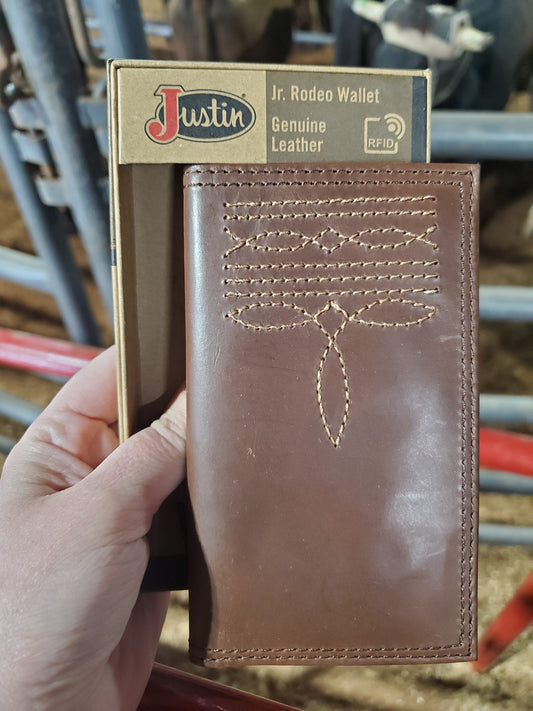 Justin
Jr. Rodeo Wallet
Genuine
Leather
RFID